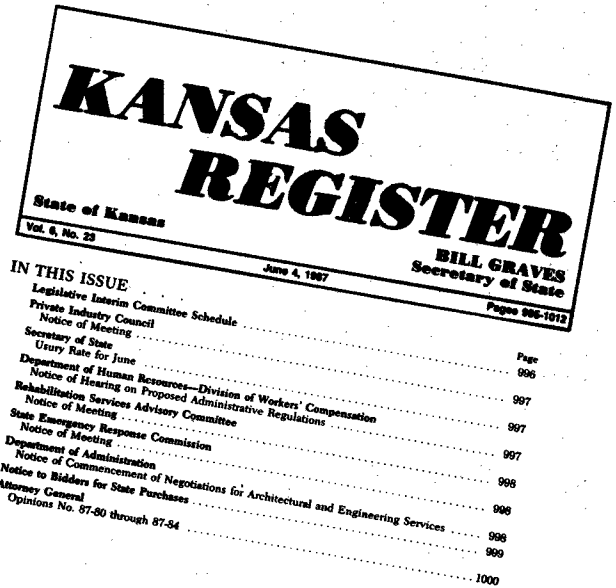 KANSAS
REGISTER
State of Kansas
BILL GRAVES
Secretary of State
Vol. 6, No. 23 June 4, 1987 Pages 995-1012
IN THIS ISSUE . . . Page
Legislative Interim Committee Schedule ........ 996
Private Industry Council
Notice of Meeting ........ 997
Secretary of State
Usury Rate for June ........ 997
Department of Human Resources—Division of Workers' Compensation
Notice of Hearing on Proposed Administrative Regulations ........ 997
Rehabilitation Services Advisory Committee
Notice of Meeting ........ 998
State Emergency Response Commission
Notice of Meeting ........ 998
Department of Administration
Notice of Commencement of Negotiations for Architectural and Engineering Services ........ 998
Notice to Bidders for State Purchases ........ 999
Attorney General
Opinions No. 87-80 through 87-84 ........ 1000